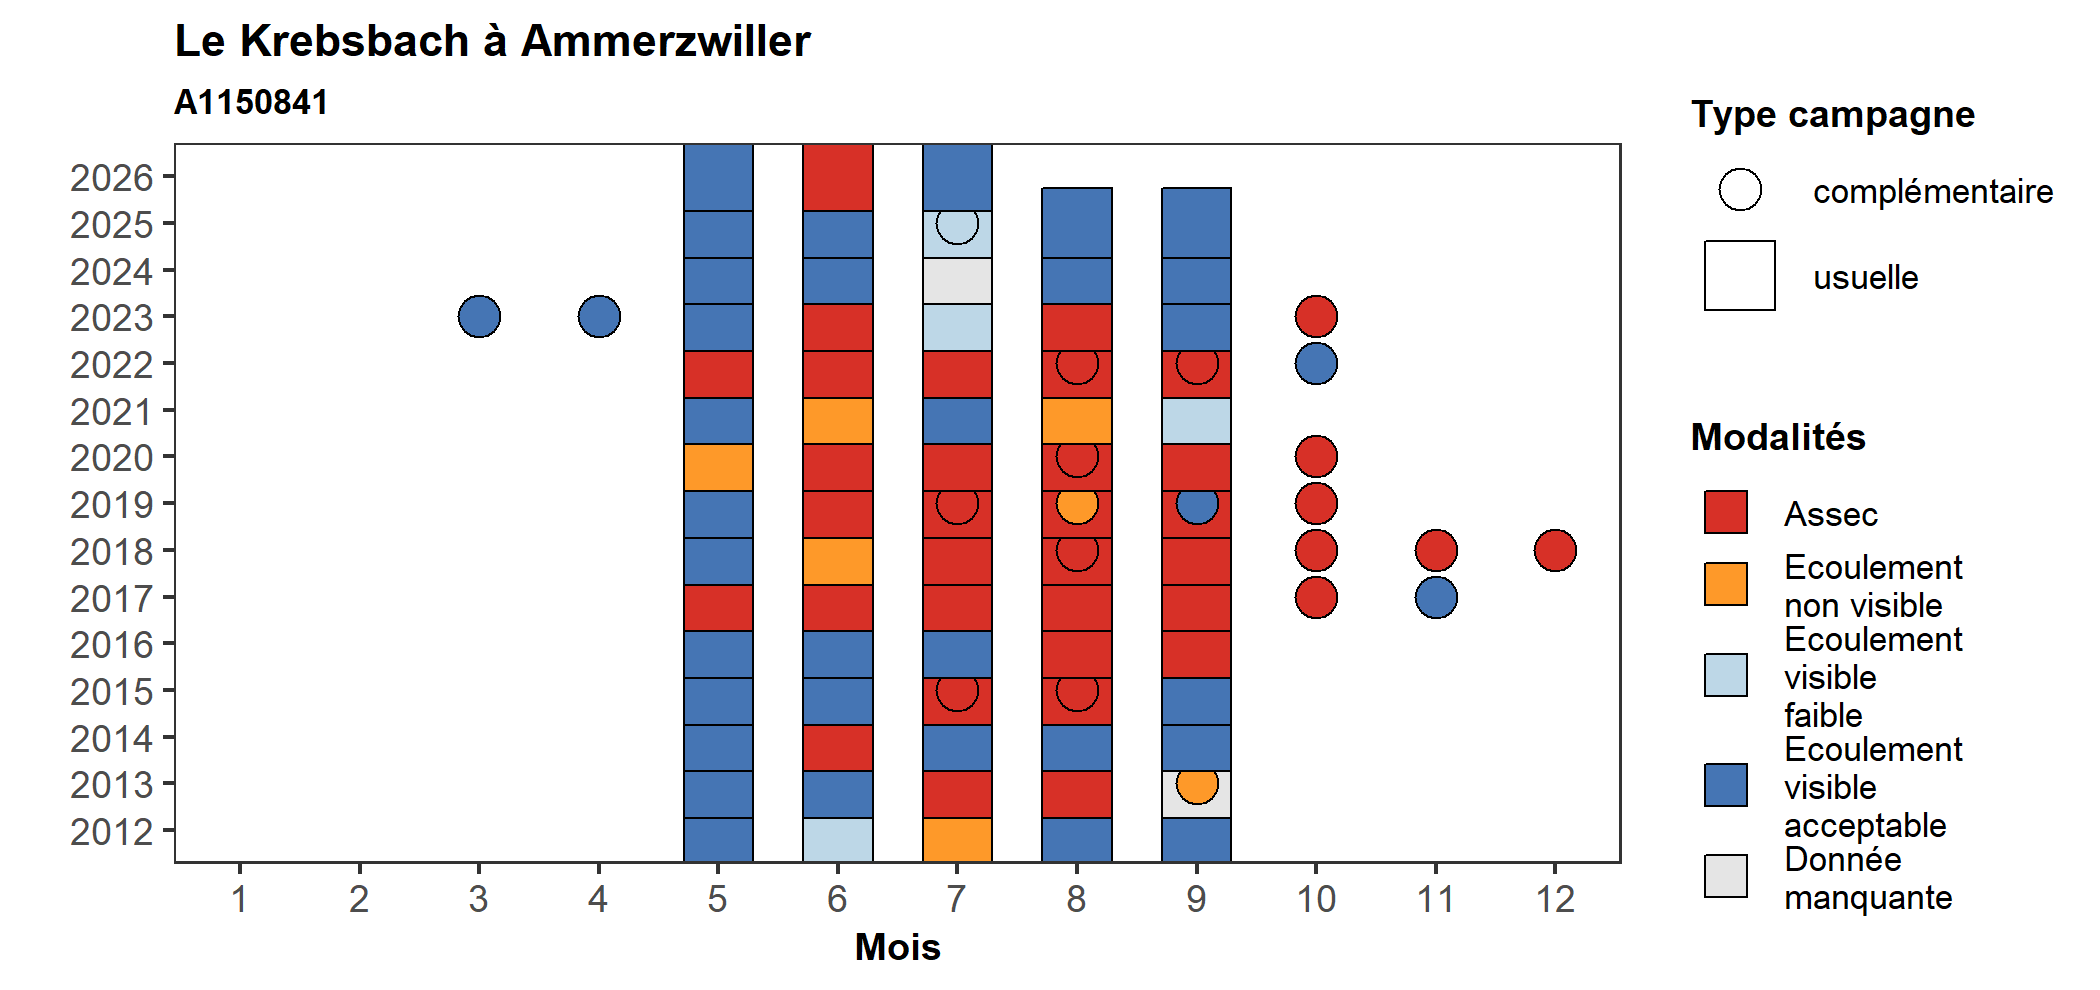 Le Krebsbach à Ammerzwiller
A1150841
2026
2025
2024
2023
2022
2021
2020
2019
2018
2017
2016
2015
2014
2013
2012
1 2 3 4 5 6 7 8 9 10 11 12
Mois
Type campagne
complémentaire
usuelle
Modalités
Assec
Ecoulement
non visible
Ecoulement
visible
faible
Ecoulement
visible
acceptable
Donnée
manquante